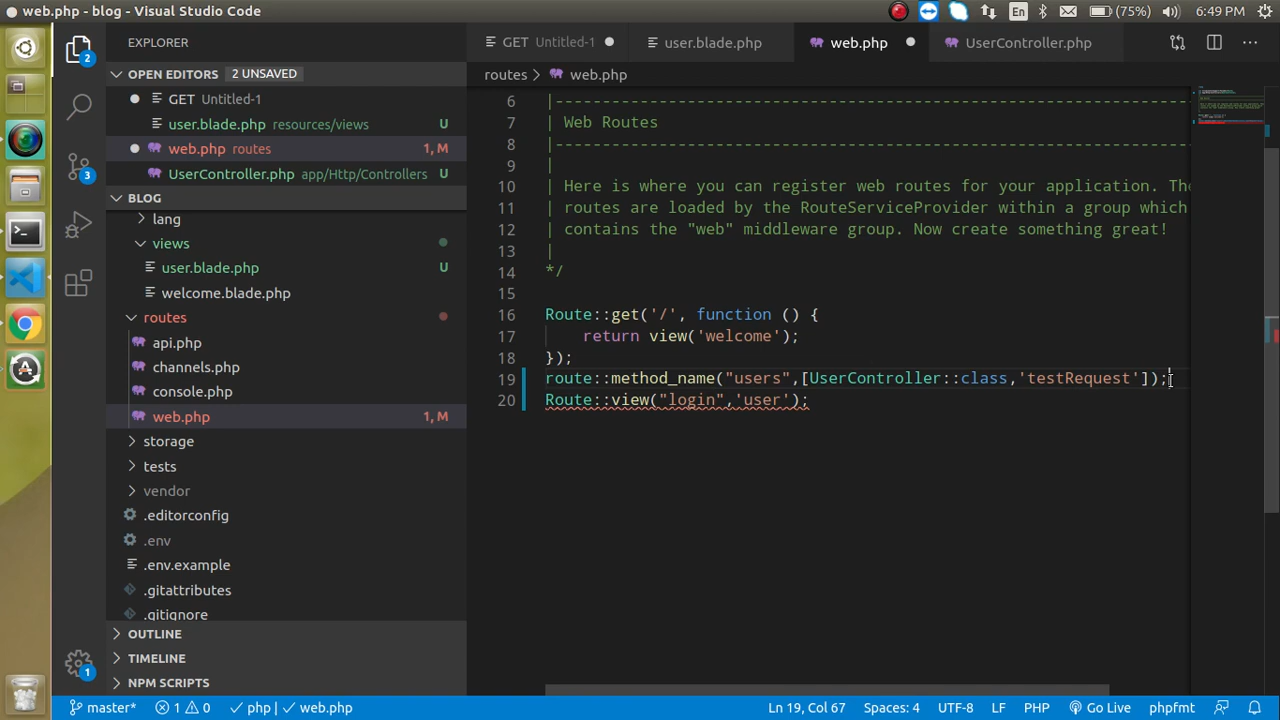 web.php - blog - Visual Studio Code
En (75%) 6:49 PM
EXPLORER
GET Untitled-1
user.blade.php
web.php
UserController.php
2
OPEN EDITORS 2 UNSAVED
GET Untitled-1
user.blade.php resources/views U
web.php routes 1, M
UserController.php app/Http/Controllers U
3
BLOG
lang
views
user.blade.php U
welcome.blade.php
routes
api.php
channels.php
console.php
web.php 1, M
storage
tests
vendor
.editorconfig
.env
.env.example
.gitattributes
.gitignore
OUTLINE
TIMELINE
NPM SCRIPTS
1
routes > web.php
6 |--------------------------------------------------------------------------
7 | Web Routes
8 |--------------------------------------------------------------------------
9 |
10 | Here is where you can register web routes for your application. The
11 | routes are loaded by the RouteServiceProvider within a group which
12 | contains the "web" middleware group. Now create something great!
13 |
14 */
15
16 Route::get('/', function () {
17 return view('welcome');
18 });
19 route::method_name("users",[UserController::class,'testRequest']);
20 Route::view("login",'user');
master* 1 0 php | web.php Ln 19, Col 67 Spaces: 4 UTF-8 LF PHP Go Live phpfmt